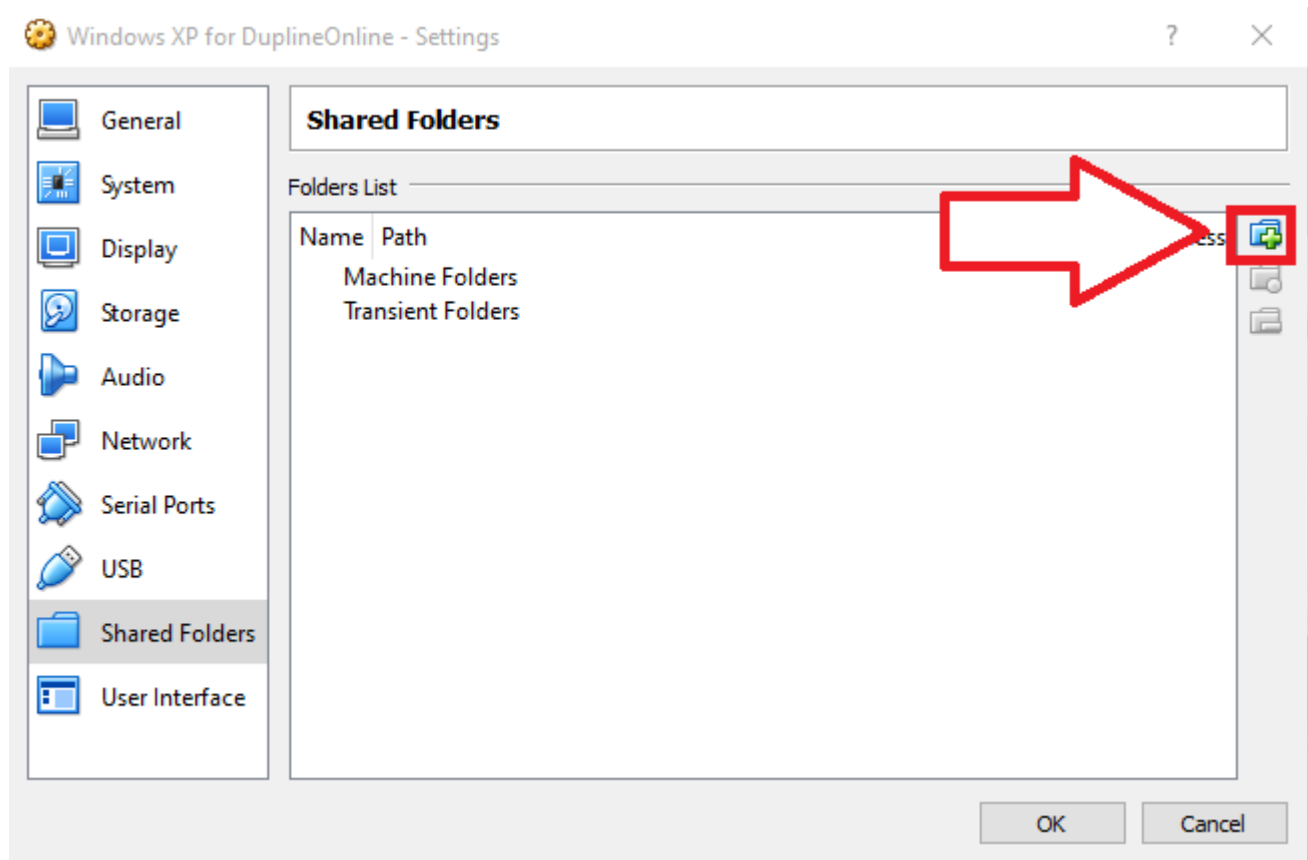 Windows XP for DuplineOnline - Settings
?
General
System
Display
Storage
Audio
Network
Serial Ports
USB
Shared Folders
User Interface
Shared Folders
Folders List
Name Path
Machine Folders
Transient Folders
OK Cancel